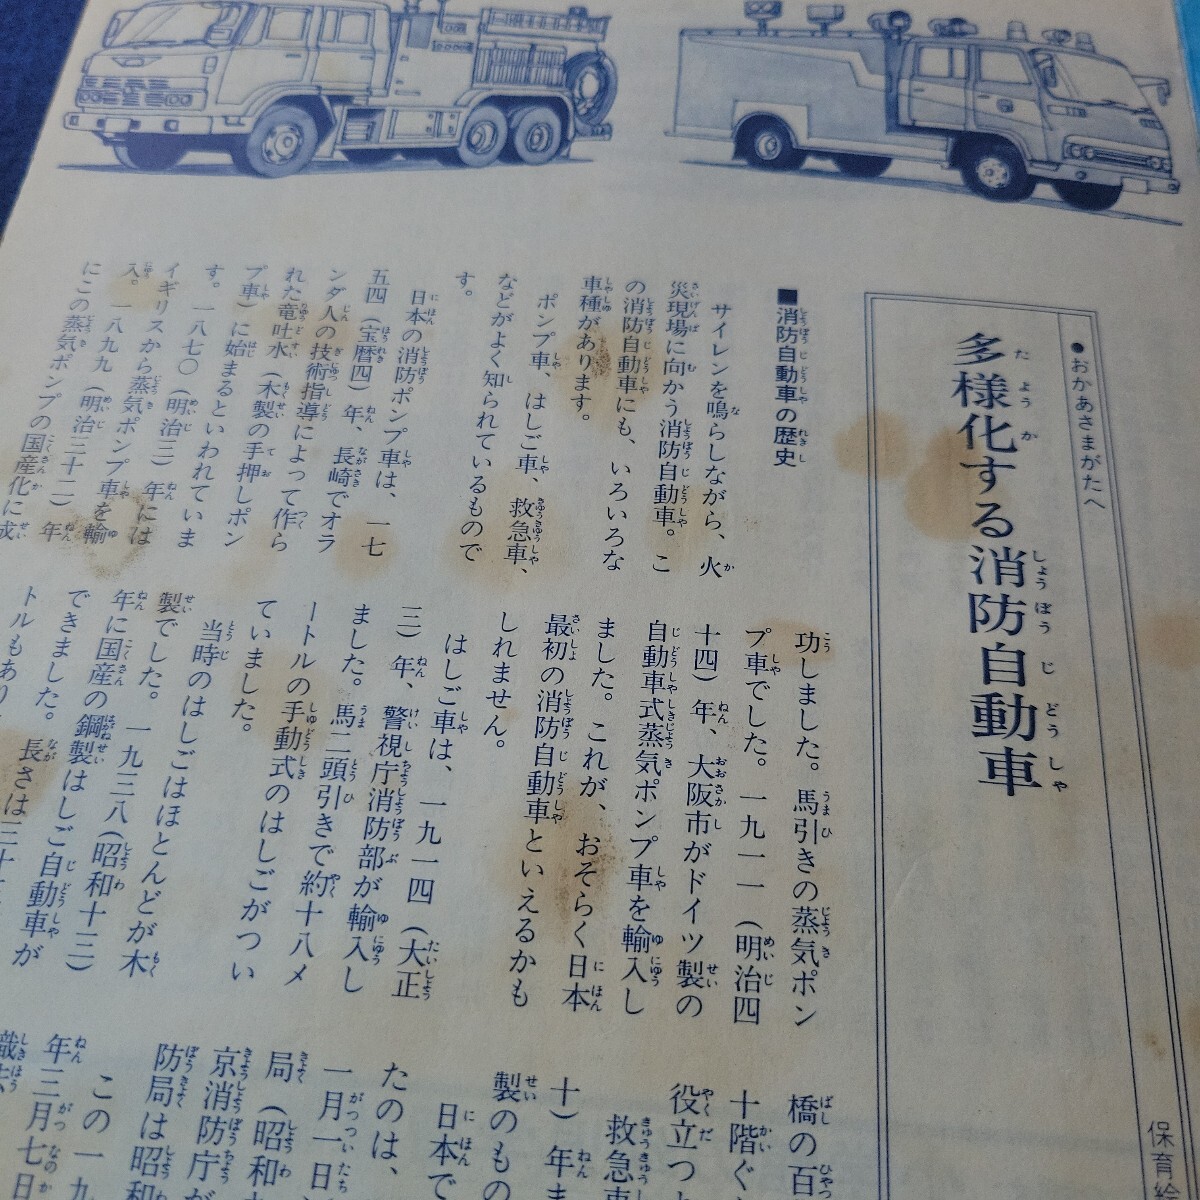 ●おかあさまがたへ
多様化する消防自動車
保育絵
■消防自動車の歴史
サイレンを鳴らしながら、火
災現場に向かう消防自動車。こ
の消防自動車にも、いろいろな
車種があります。
ポンプ車、はしご車、救急車、
などがよく知られているもので
す。
日本の消防ポンプ車は、一七
五四（宝暦四）年、長崎でオラ
ンダ人の技術指導によって作ら
れた竜吐水（木製の手押しポン
プ車）に始まるといわれていま
す。一八七〇（明治三）年には
イギリスから蒸気ポンプ車を輸
入。一八九九（明治三十二）年
にこの蒸気ポンプの国産化に成
功しました。馬引きの蒸気ポン
プ車でした。一九一一（明治四
十四）年、大阪市がドイツ製の
自動車式蒸気ポンプ車を輸入し
ました。これが、おそらく日本
最初の消防自動車といえるかも
しれません。
はしご車は、一九一四（大正
三）年、警視庁消防部が輸入し
ました。馬二頭引きで約十八メ
ートルの手動式のはしごがつい
ていました。
当時のはしごはほとんどが木
製でした。一九三八（昭和十三）
年に国産の鋼製はしご自動車が
できました。長さは三十
トルもあり
橋の百
十階ぐ
役立つと
救急車
十）年
製のもの
日本で
たのは、
一月一日
局（昭和
京消防庁が
防局は昭和
この一九
年三月七日